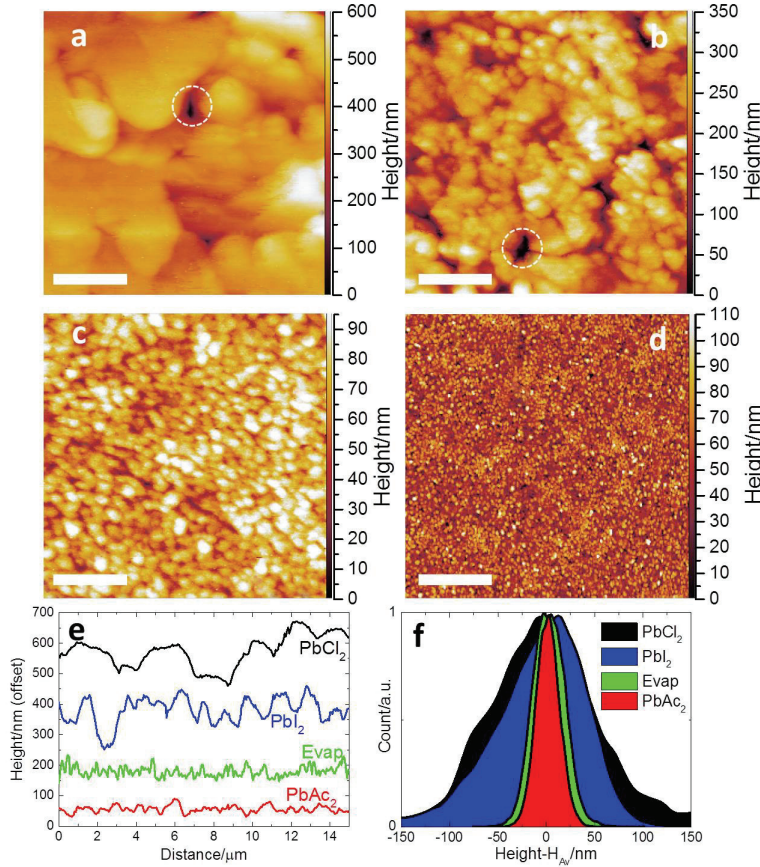 a
600
500
400
300
200
100
0
Height/nm
b
350
300
250
200
150
100
50
0
Height/nm
c
90
80
70
60
50
40
30
20
10
0
Height/nm
d
110
100
90
80
70
60
50
40
30
20
10
0
Height/nm
e
700
600
500
400
300
200
100
0
Height/nm (offset)
PbCl₂
PbI₂
Evap
PbAc₂
0 2 4 6 8 10 12 14
Distance/μm
f
1
0
Count/a.u.
PbCl₂
PbI₂
Evap
PbAc₂
-150 -100 -50 0 50 100 150
Height-H_Av/nm